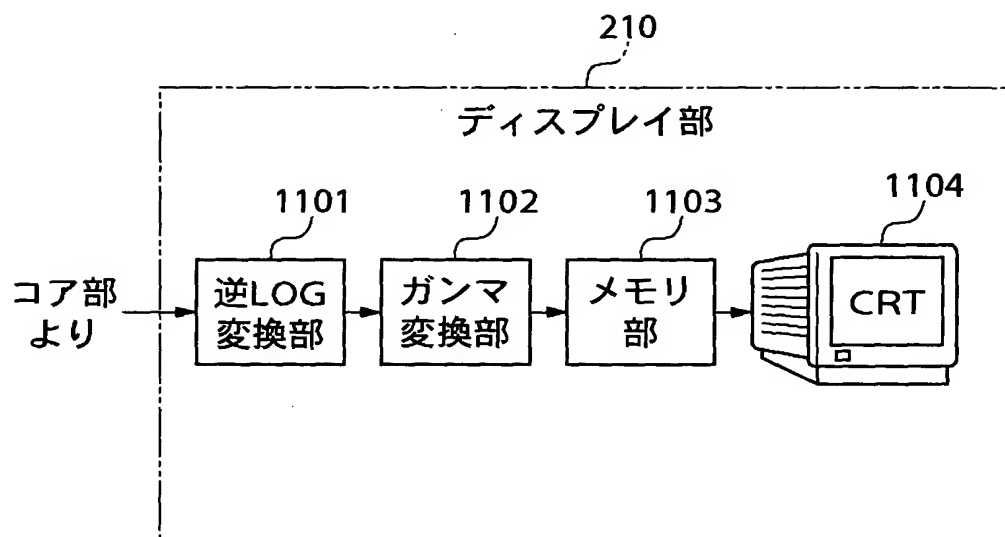 210
ディスプレイ部
1101
1102
1103
1104
コア部
より
逆LOG
変換部
ガンマ
変換部
メモリ
部
CRT